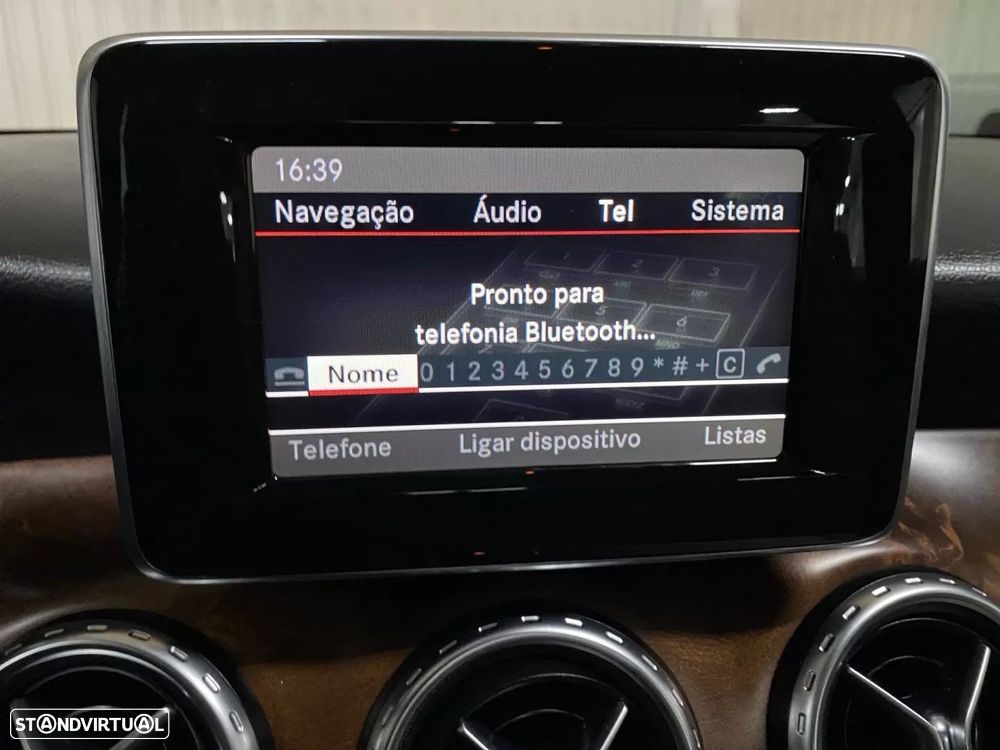 16:39
Navegação Áudio Tel Sistema
Pronto para
telefonia Bluetooth...
Nome 0 1 2 3 4 5 6 7 8 9 * # + C
Telefone Ligar dispositivo Listas
STANDVIRTUAL